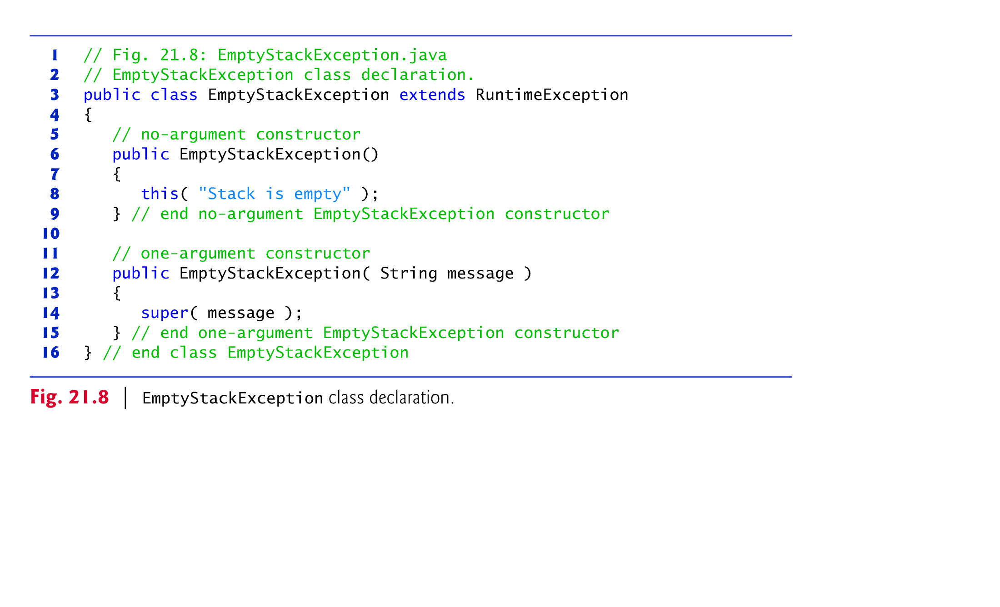 1 // Fig. 21.8: EmptyStackException.java
2 // EmptyStackException class declaration.
3 public class EmptyStackException extends RuntimeException
4 {
5    // no-argument constructor
6    public EmptyStackException()
7    {
8       this( "Stack is empty" );
9    } // end no-argument EmptyStackException constructor
10
11    // one-argument constructor
12    public EmptyStackException( String message )
13    {
14       super( message );
15    } // end one-argument EmptyStackException constructor
16 } // end class EmptyStackException
Fig. 21.8 | EmptyStackException class declaration.